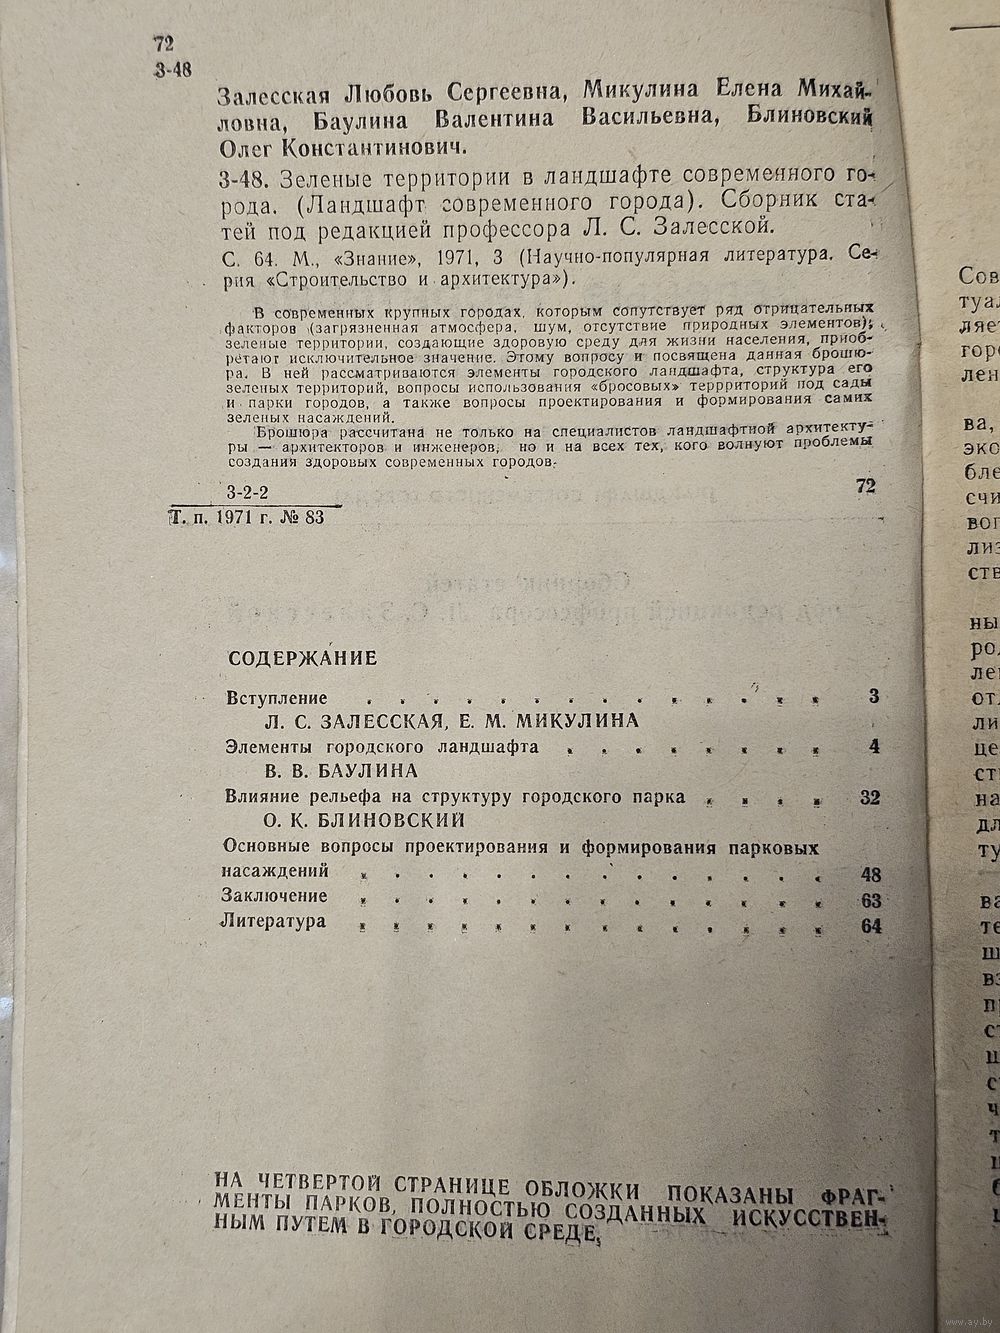 72
З-48
Залесская Любовь Сергеевна, Микулина Елена Михай-
ловна, Баулина Валентина Васильевна, Блиновский
Олег Константинович.
З-48. Зеленые территории в ландшафте современного го-
рода. (Ландшафт современного города). Сборник ста-
тей под редакцией профессора Л. С. Залесской.
С. 64. М., «Знание», 1971, 3 (Научно-популярная литература. Се-
рия «Строительство и архитектура»).
В современных крупных городах, которым сопутствует ряд отрицательных
факторов (загрязненная атмосфера, шум, отсутствие природных элементов),
зеленые территории, создающие здоровую среду для жизни населения, приоб-
ретают исключительное значение. Этому вопросу и посвящена данная брошю-
ра. В ней рассматриваются элементы городского ландшафта, структура его
зеленых территорий, вопросы использования «бросовых» террриторий под сады
и парки городов, а также вопросы проектирования и формирования самих
зеленых насаждений.
Брошюра рассчитана не только на специалистов ландшафтной архитекту-
ры — архитекторов и инженеров, но и на всех тех, кого волнуют проблемы
создания здоровых современных городов.
3-2-2
72
Т. п. 1971 г. № 83
СОДЕРЖАНИЕ
Вступление . . . . . . . . . . . . . . 3
Л. С. ЗАЛЕССКАЯ, Е. М. МИКУЛИНА
Элементы городского ландшафта . . . . . . . . 4
В. В. БАУЛИНА
Влияние рельефа на структуру городского парка . . . . 32
О. К. БЛИНОВСКИЙ
Основные вопросы проектирования и формирования парковых
насаждений . . . . . . . . . . . . . . 48
Заключение . . . . . . . . . . . . . . 63
Литература . . . . . . . . . . . . . . 64
НА ЧЕТВЕРТОЙ СТРАНИЦЕ ОБЛОЖКИ ПОКАЗАНЫ ФРАГ-
МЕНТЫ ПАРКОВ, ПОЛНОСТЬЮ СОЗДАННЫХ ИСКУССТВЕН-
НЫМ ПУТЕМ В ГОРОДСКОЙ СРЕДЕ.
www.ay.by